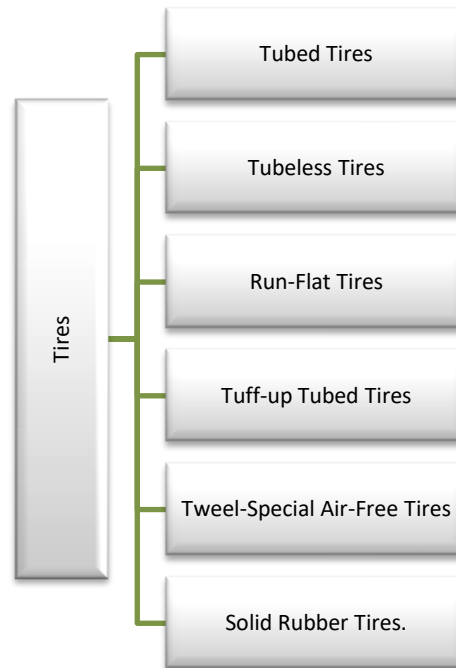 Tires
Tubed Tires
Tubeless Tires
Run-Flat Tires
Tuff-up Tubed Tires
Tweel-Special Air-Free Tires
Solid Rubber Tires.